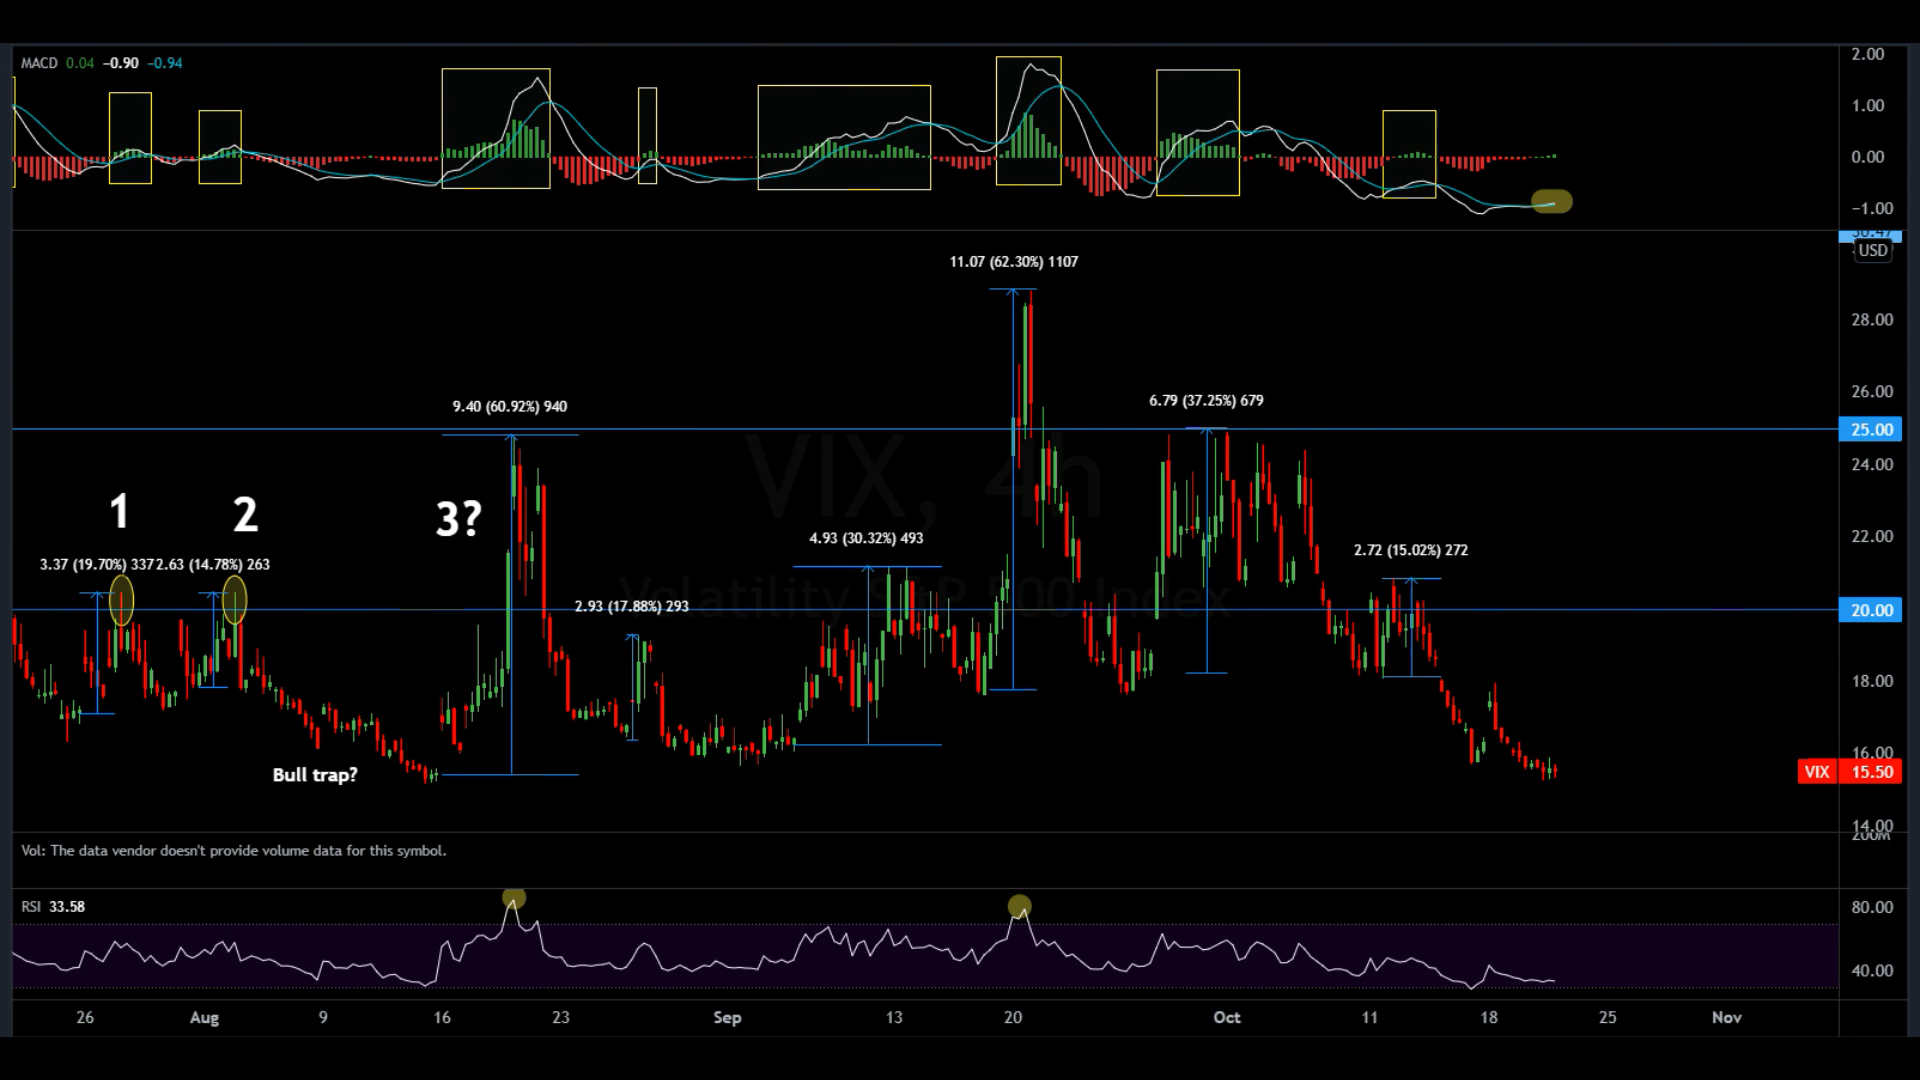 MACD 0.04 −0.90 −0.94
2.00
1.00
0.00
−1.00
30.47
USD
11.07 (62.30%) 1107
28.00
26.00
6.79 (37.25%) 679
9.40 (60.92%) 940
25.00
24.00
VIX, 4h
1
2
3?
22.00
4.93 (30.32%) 493
2.72 (15.02%) 272
3.37 (19.70%) 337
2.63 (14.78%) 263
Volatility S&P 500 Index
2.93 (17.88%) 293
20.00
18.00
16.00
Bull trap?
VIX 15.50
14.00
200M
Vol: The data vendor doesn't provide volume data for this symbol.
RSI 33.58
80.00
40.00
26 Aug 9 16 23 Sep 13 20 Oct 11 18 25 Nov